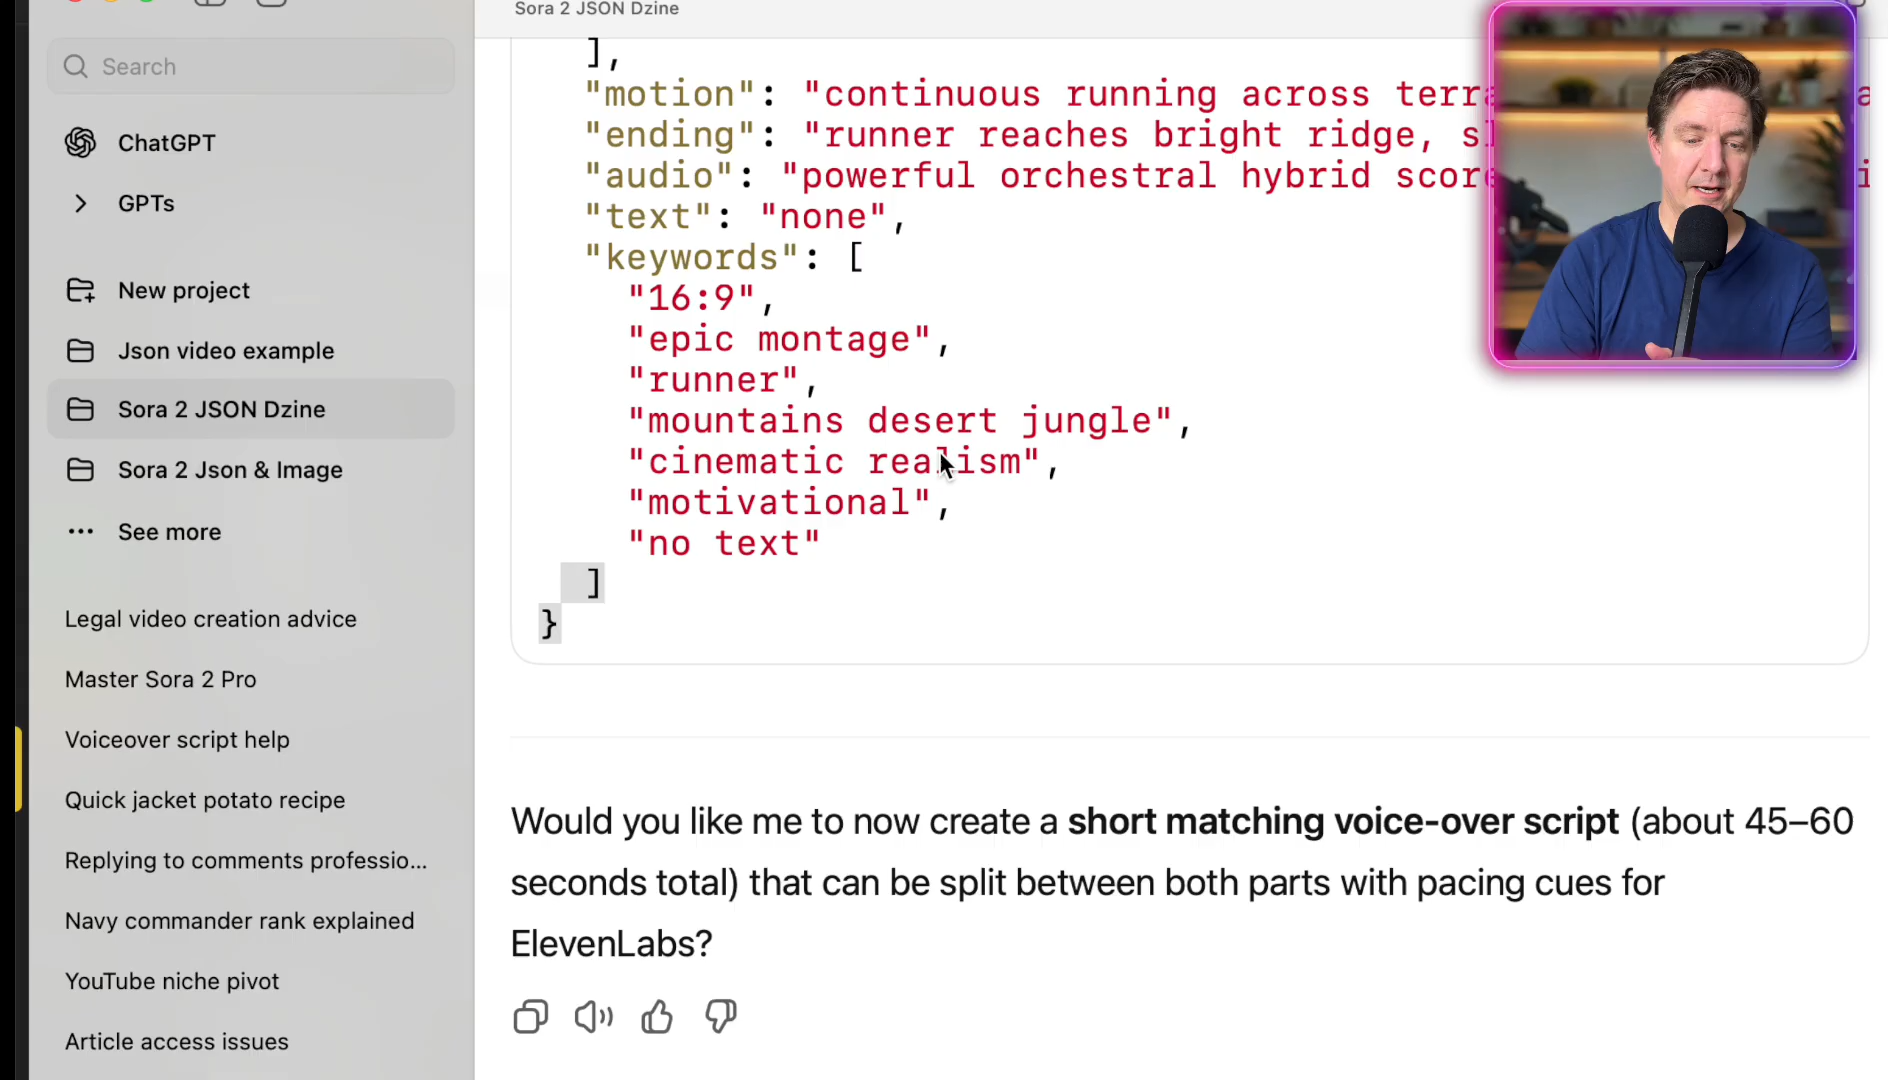 Sora 2 JSON Dzine
Search
ChatGPT
GPTs
New project
Json video example
Sora 2 JSON Dzine
Sora 2 Json & Image
See more
Legal video creation advice
Master Sora 2 Pro
Voiceover script help
Quick jacket potato recipe
Replying to comments professio...
Navy commander rank explained
YouTube niche pivot
Article access issues
],
"motion": "continuous running across
"ending": "runner reaches bright ridge,
"audio": "powerful orchestral hybrid
"text": "none",
"keywords": [
"16:9",
"epic montage",
"runner",
"mountains desert jungle",
"cinematic realism",
"motivational",
"no text"
]
}
Would you like me to now create a short matching voice-over script (about 45–60
seconds total) that can be split between both parts with pacing cues for
ElevenLabs?